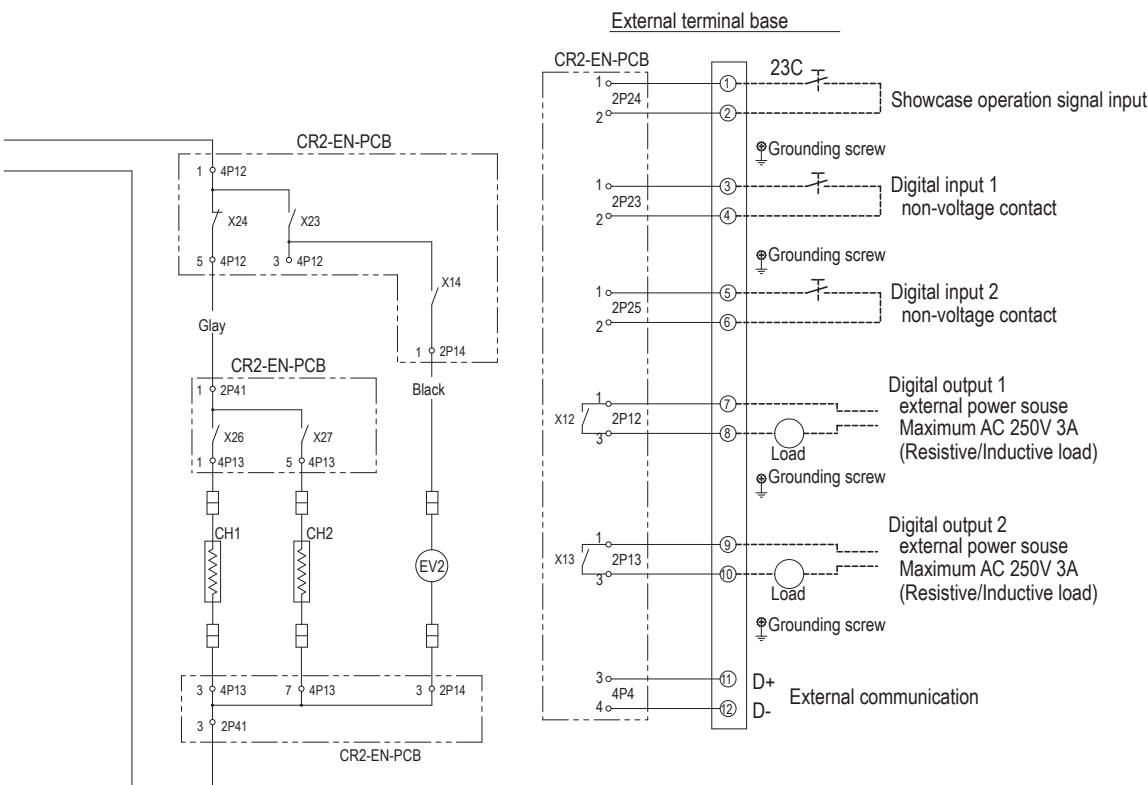 External terminal base
CR2-EN-PCB
1 4P12
X24
X23
5 4P12
3 4P12
X14
Glay
1 2P14
Black
CR2-EN-PCB
1 2P41
X26
X27
1 4P13
5 4P13
CH1
CH2
EV2
3 4P13
7 4P13
3 2P14
3 2P41
CR2-EN-PCB
CR2-EN-PCB
23C
1
2P24
2
1
2
Showcase operation signal input
Grounding screw
1
2P23
2
3
4
Digital input 1
non-voltage contact
Grounding screw
1
2P25
2
5
6
Digital input 2
non-voltage contact
X12
1
2P12
3
7
8
Load
Digital output 1
external power souse
Maximum AC 250V 3A
(Resistive/Inductive load)
Grounding screw
X13
1
2P13
3
9
10
Load
Digital output 2
external power souse
Maximum AC 250V 3A
(Resistive/Inductive load)
Grounding screw
3
4P4
4
11
12
D+
D-
External communication